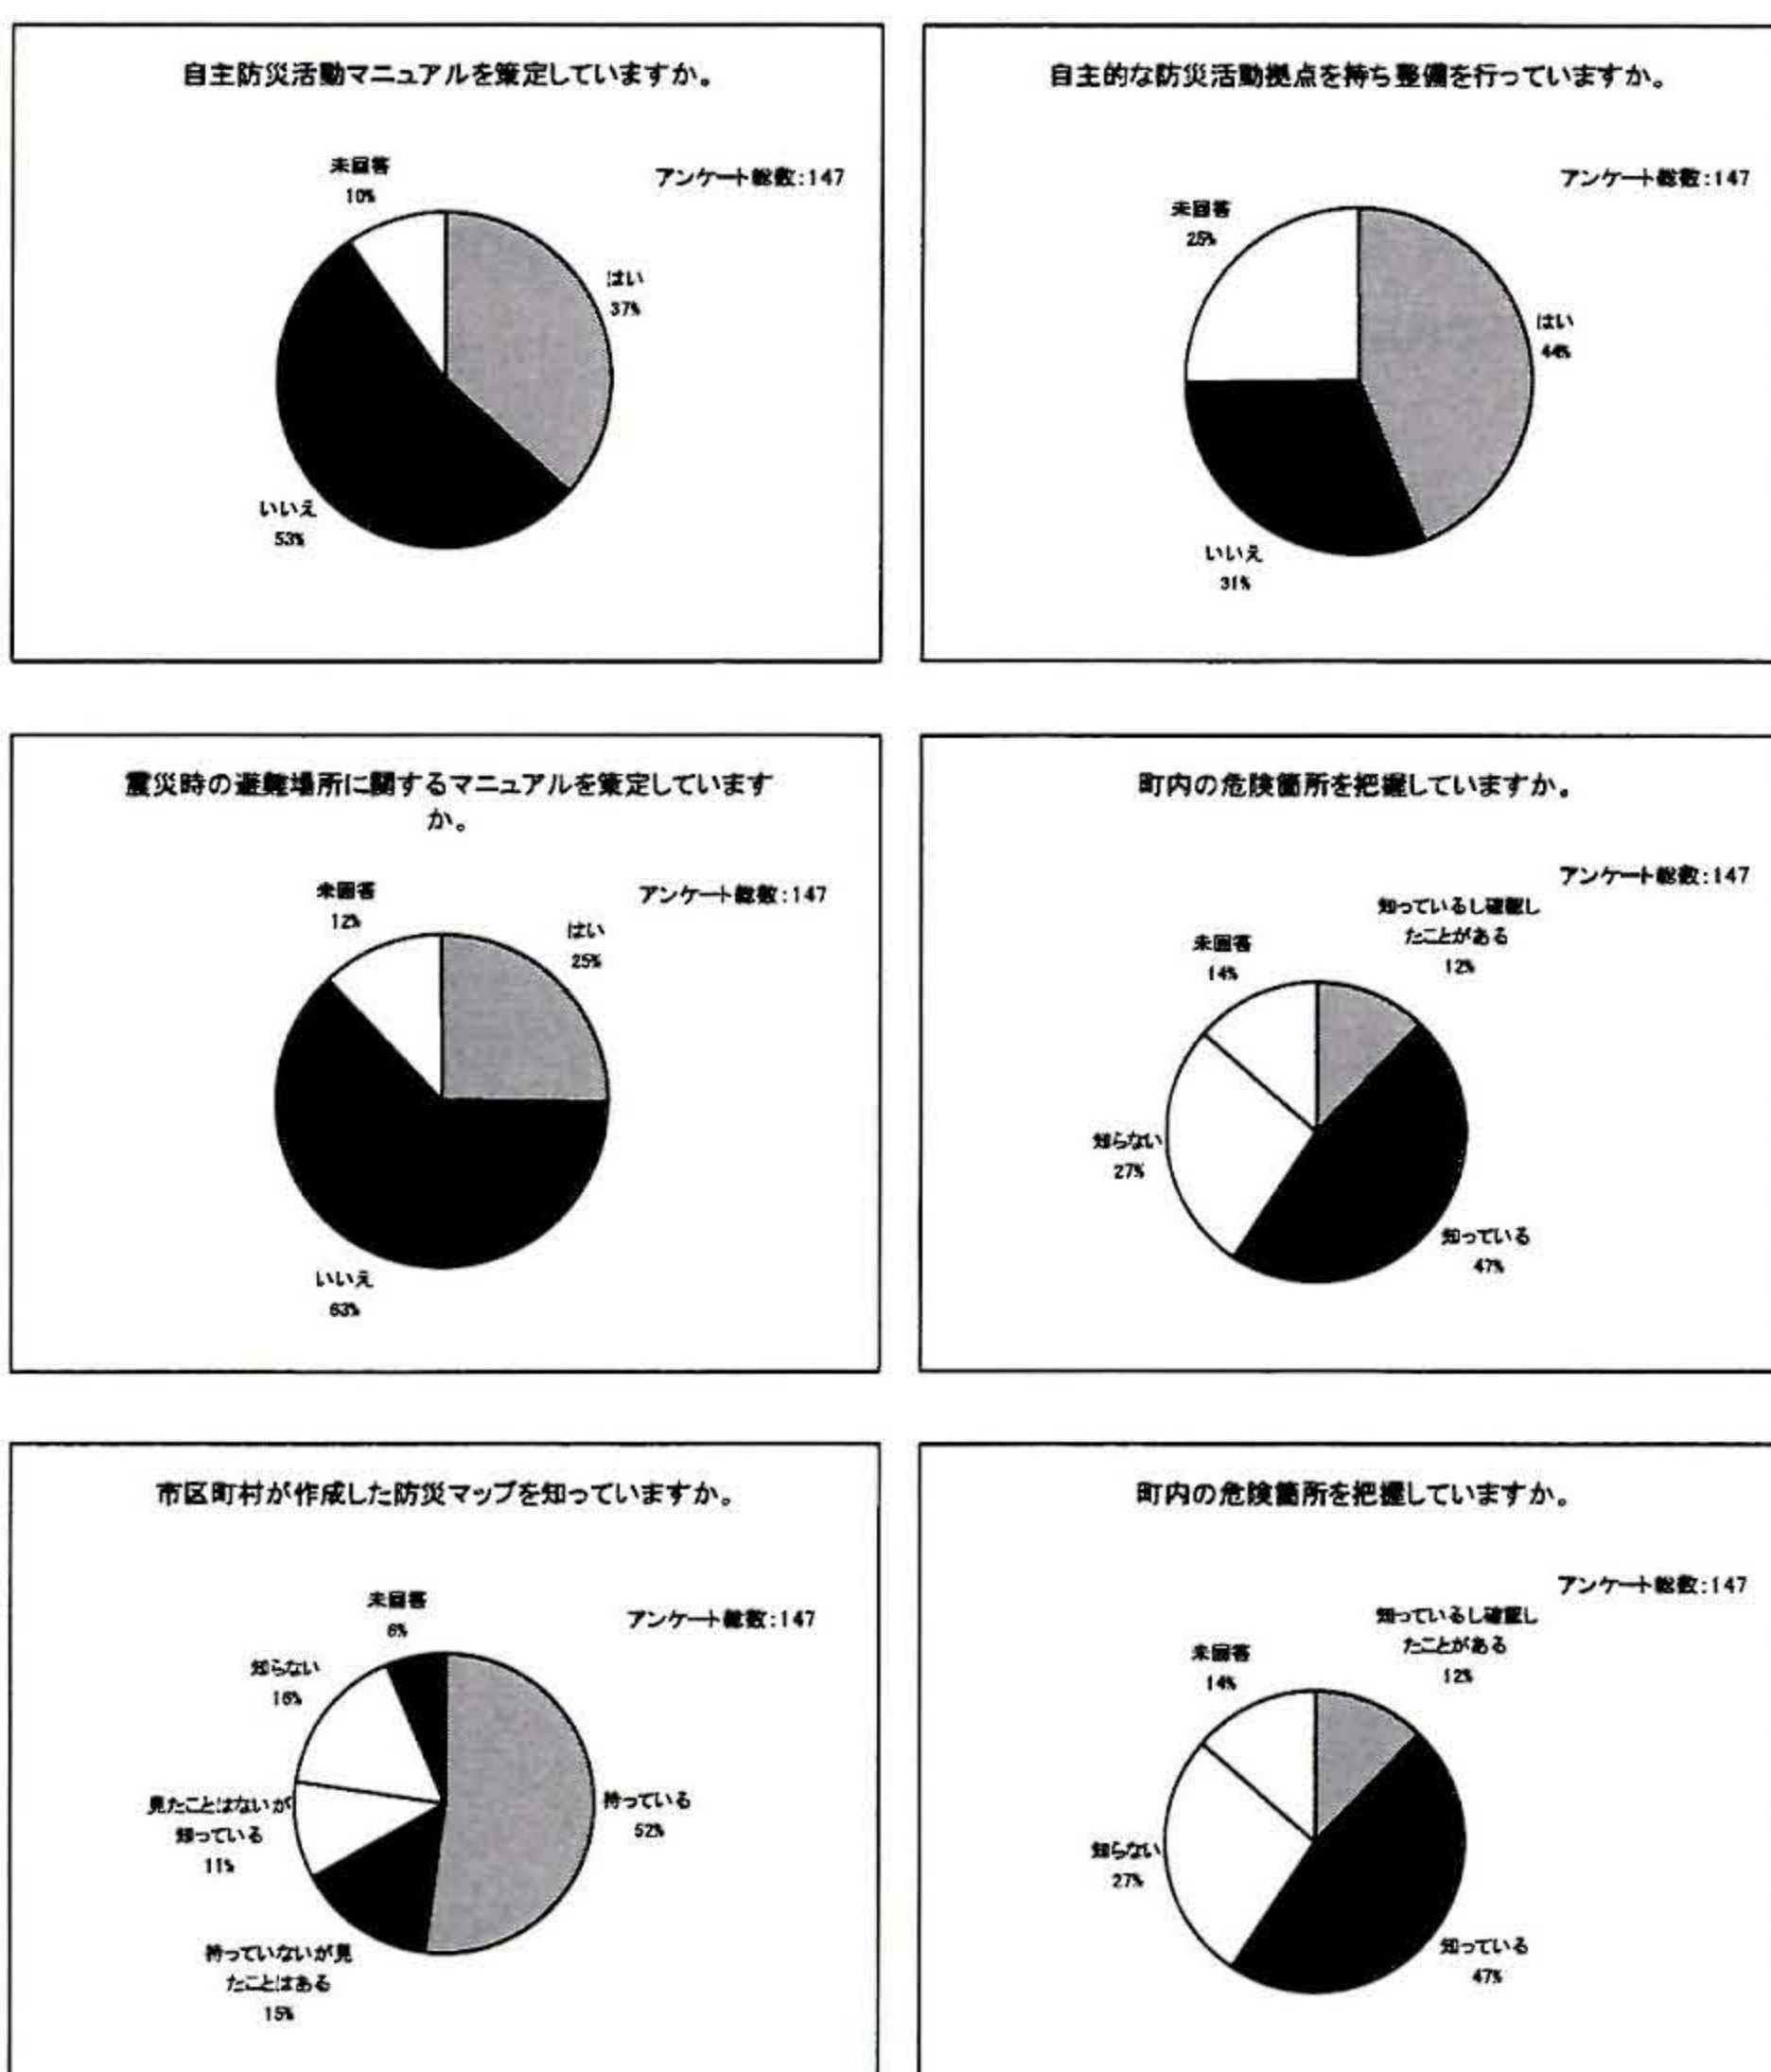 自主防災活動マニュアルを策定していますか。
アンケート総数:147
未回答
10%
はい
37%
いいえ
53%
自主的な防災活動拠点を持ち整備を行っていますか。
アンケート総数:147
未回答
25%
はい
44%
いいえ
31%
震災時の避難場所に関するマニュアルを策定しています
か。
アンケート総数:147
未回答
12%
はい
25%
いいえ
63%
町内の危険箇所を把握していますか。
アンケート総数:147
知っているし確認し
たことがある
12%
未回答
14%
知らない
27%
知っている
47%
市区町村が作成した防災マップを知っていますか。
アンケート総数:147
未回答
6%
知らない
16%
持っている
52%
見たことはないが
知っている
11%
持っていないが見
たことはある
15%
町内の危険箇所を把握していますか。
アンケート総数:147
知っているし確認し
たことがある
12%
未回答
14%
知らない
27%
知っている
47%